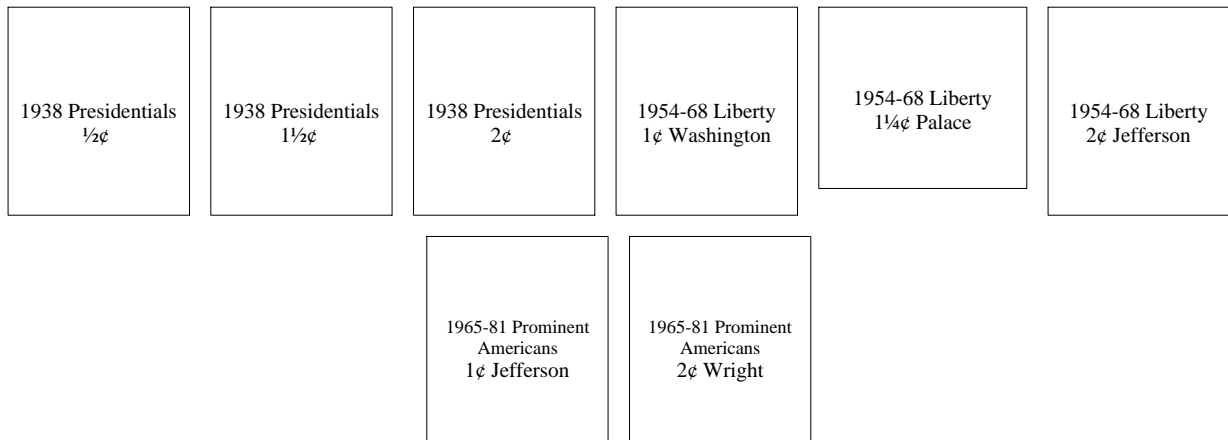 1938 Presidentials
½¢
1938 Presidentials
1½¢
1938 Presidentials
2¢
1954-68 Liberty
1¢ Washington
1954-68 Liberty
1¼¢ Palace
1954-68 Liberty
2¢ Jefferson
1965-81 Prominent
Americans
1¢ Jefferson
1965-81 Prominent
Americans
2¢ Wright